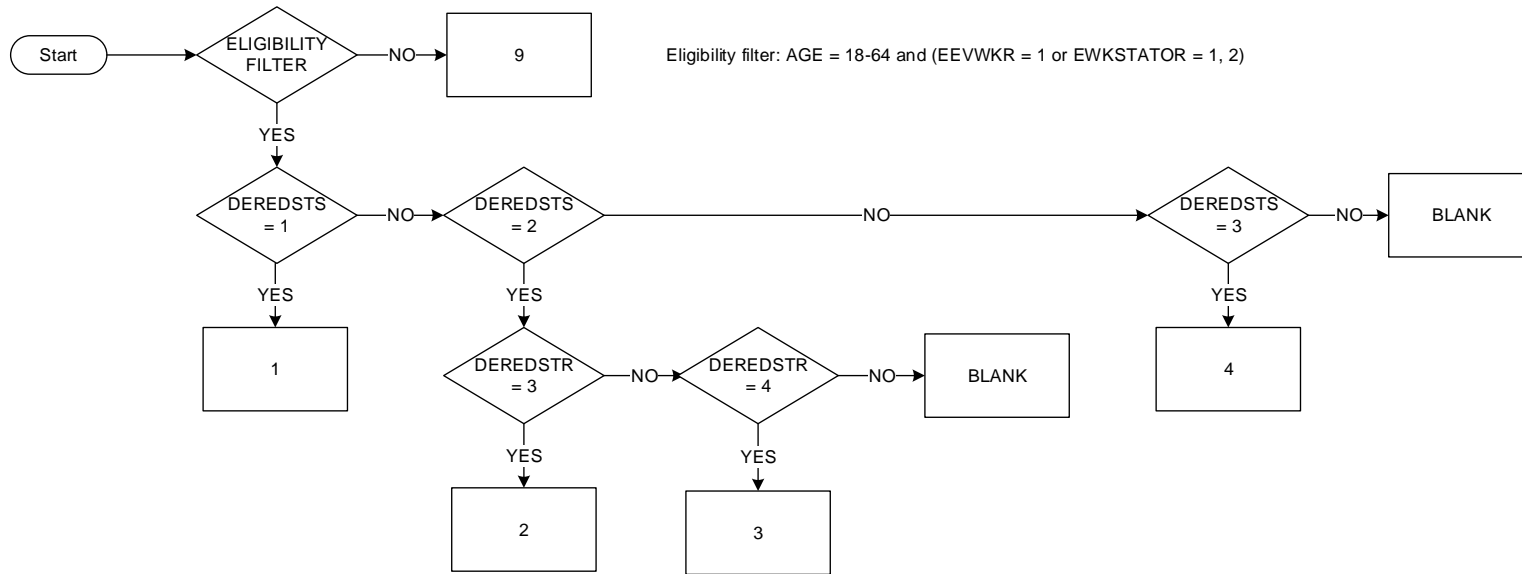 Start
ELIGIBILITY
FILTER
NO
9
Eligibility filter: AGE = 18-64 and (EEVWKR = 1 or EWKSTATOR = 1, 2)
YES
DEREDSTS
= 1
NO
DEREDSTS
= 2
NO
DEREDSTS
= 3
NO
BLANK
YES
YES
YES
1
DEREDSTR
= 3
NO
DEREDSTR
= 4
NO
BLANK
4
YES
YES
2
3